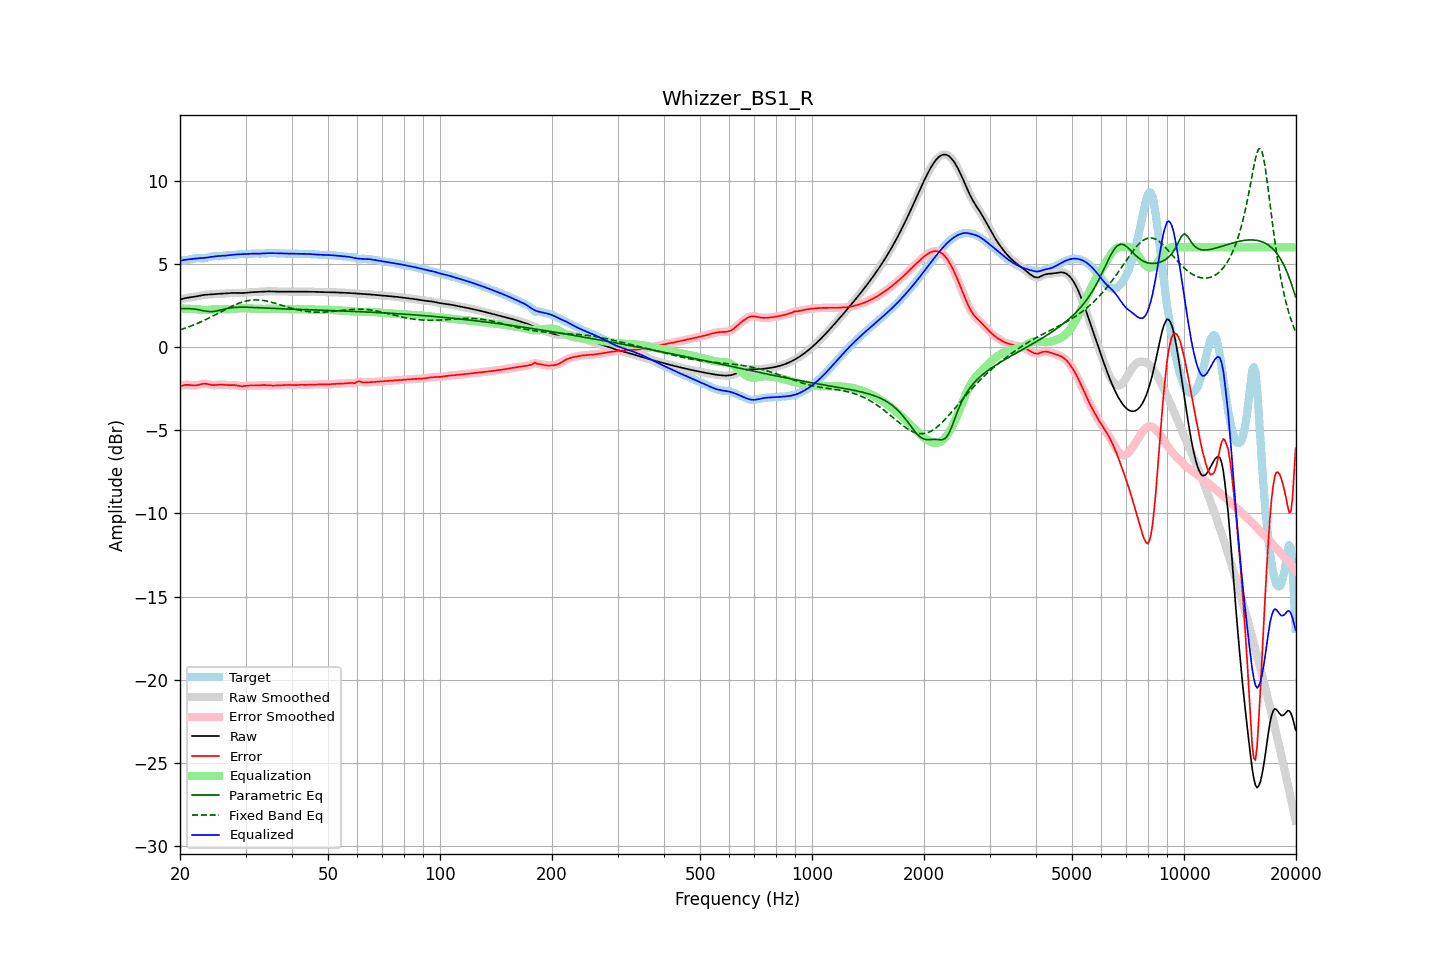 Whizzer_BS1_R
Amplitude (dBr)
10
5
0
−5
−10
−15
−20
−25
−30
Target
Raw Smoothed
Error Smoothed
Raw
Error
Equalization
Parametric Eq
Fixed Band Eq
Equalized
20 50 100 200 500 1000 2000 5000 10000 20000
Frequency (Hz)